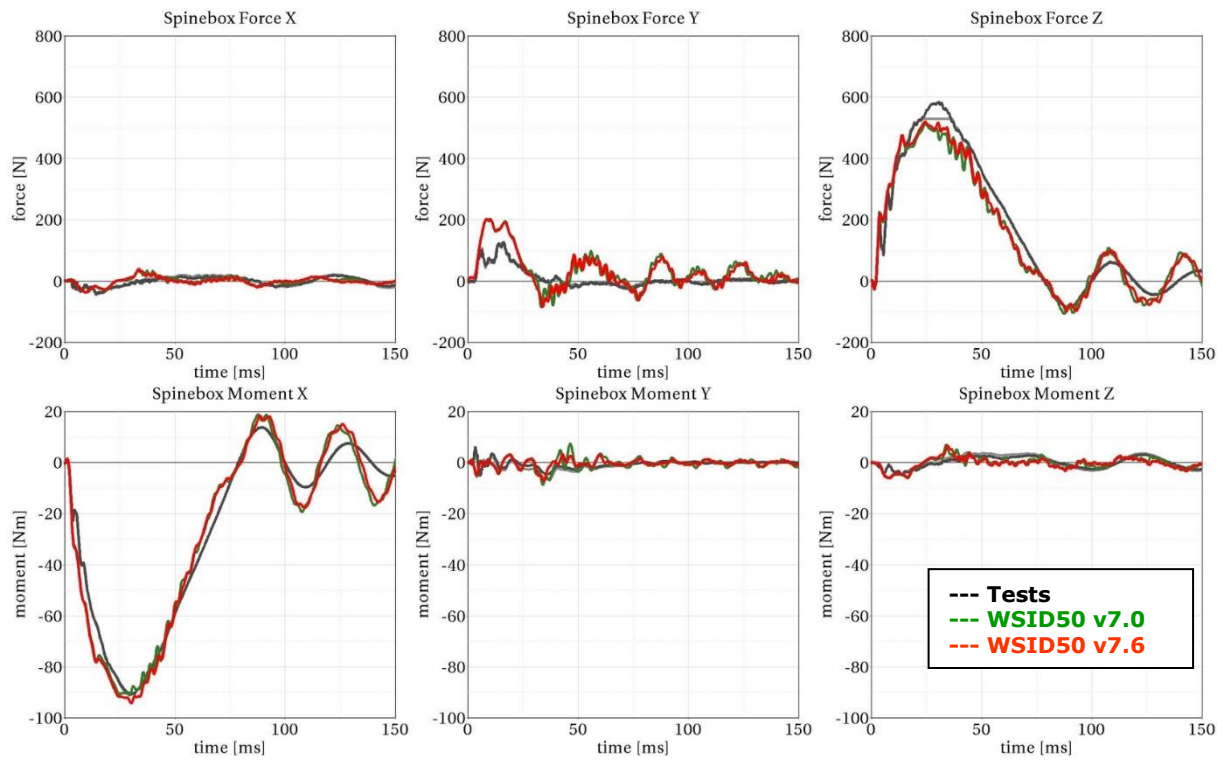 Spinebox Force X
800
600
400
200
0
-200
force [N]
0 50 100 150
time [ms]
Spinebox Force Y
800
600
400
200
0
-200
force [N]
0 50 100 150
time [ms]
Spinebox Force Z
800
600
400
200
0
-200
force [N]
0 50 100 150
time [ms]
Spinebox Moment X
20
0
-20
-40
-60
-80
-100
moment [Nm]
0 50 100 150
time [ms]
Spinebox Moment Y
20
0
-20
-40
-60
-80
-100
moment [Nm]
0 50 100 150
time [ms]
Spinebox Moment Z
20
0
-20
-40
-60
-80
-100
moment [Nm]
0 50 100 150
time [ms]
--- Tests
--- WSID50 v7.0
--- WSID50 v7.6